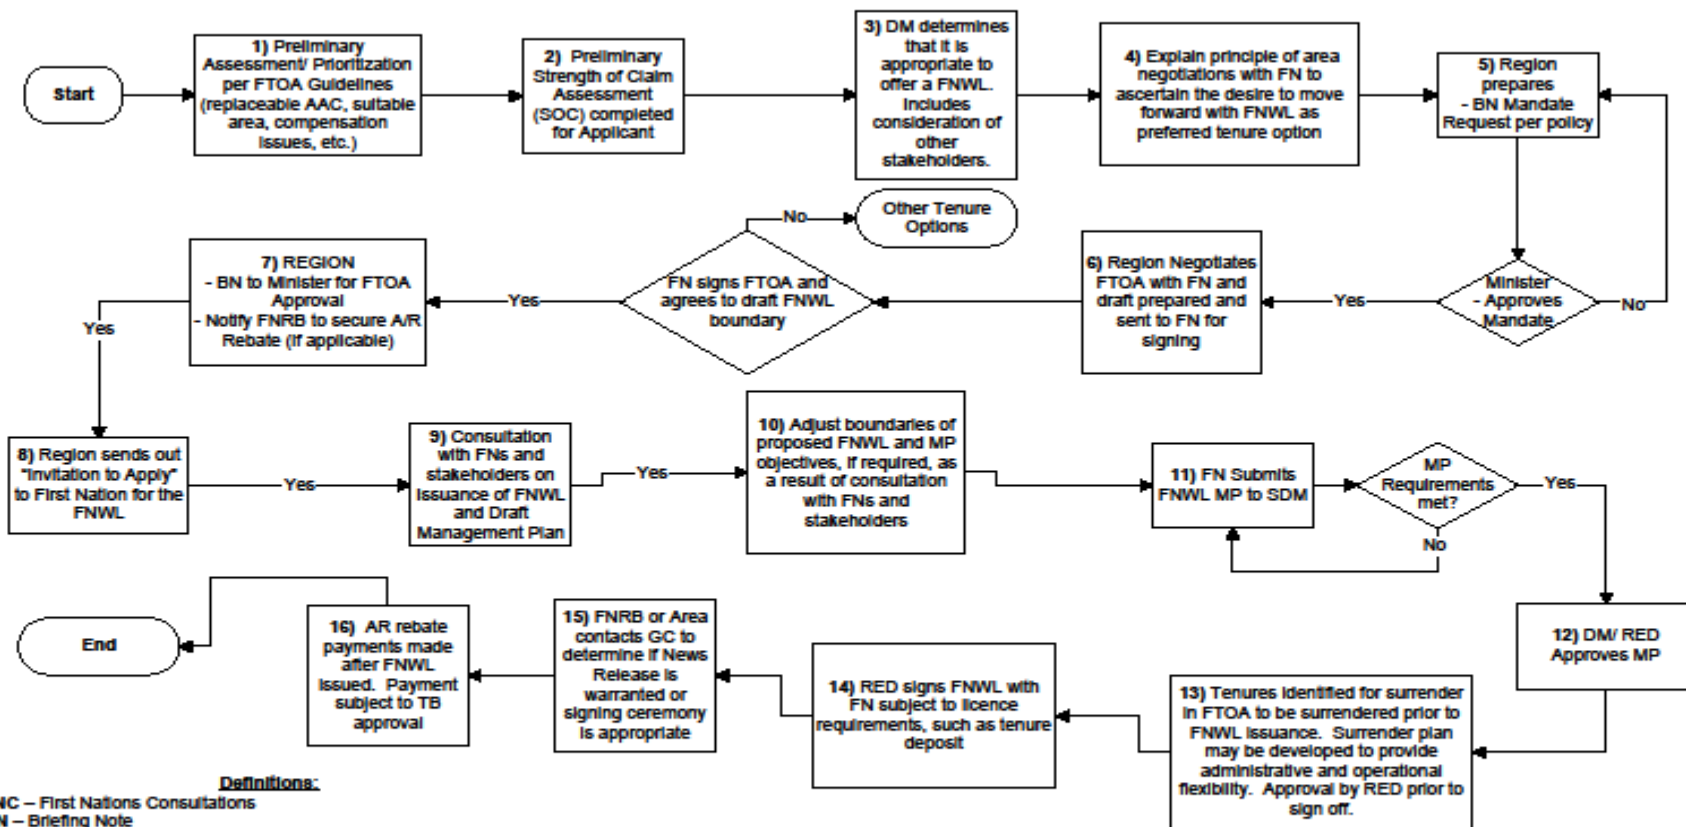 Start
1) Preliminary
Assessment/ Prioritization
per FTOA Guidelines
(replaceable AAC, suitable
area, compensation
issues, etc.)
2) Preliminary
Strength of Claim
Assessment
(SOC) completed
for Applicant
3) DM determines
that it is
appropriate to
offer a FNWL.
Includes
consideration of
other
stakeholders.
4) Explain principle of area
negotiations with FN to
ascertain the desire to move
forward with FNWL as
preferred tenure option
5) Region
prepares
- BN Mandate
Request per policy
Minister
- Approves
Mandate
No
Yes
6) Region Negotiates
FTOA with FN and
draft prepared and
sent to FN for
signing
FN signs FTOA and
agrees to draft FNWL
boundary
No
Other Tenure
Options
Yes
7) REGION
- BN to Minister for FTOA
Approval
- Notify FNRB to secure A/R
Rebate (if applicable)
Yes
8) Region sends out
"Invitation to Apply"
to First Nation for the
FNWL
Yes
9) Consultation
with FNs and
stakeholders on
issuance of FNWL
and Draft
Management Plan
Yes
10) Adjust boundaries of
proposed FNWL and MP
objectives, if required, as
a result of consultation
with FNs and
stakeholders
11) FN Submits
FNWL MP to SDM
MP
Requirements
met?
Yes
No
12) DM/ RED
Approves MP
13) Tenures identified for surrender
in FTOA to be surrendered prior to
FNWL issuance. Surrender plan
may be developed to provide
administrative and operational
flexibility. Approval by RED prior to
sign off.
14) RED signs FNWL with
FN subject to licence
requirements, such as tenure
deposit
15) FNRB or Area
contacts GC to
determine if News
Release is
warranted or
signing ceremony
is appropriate
16) AR rebate
payments made
after FNWL
issued. Payment
subject to TB
approval
End
Definitions:
NC – First Nations Consultations
N – Briefing Note